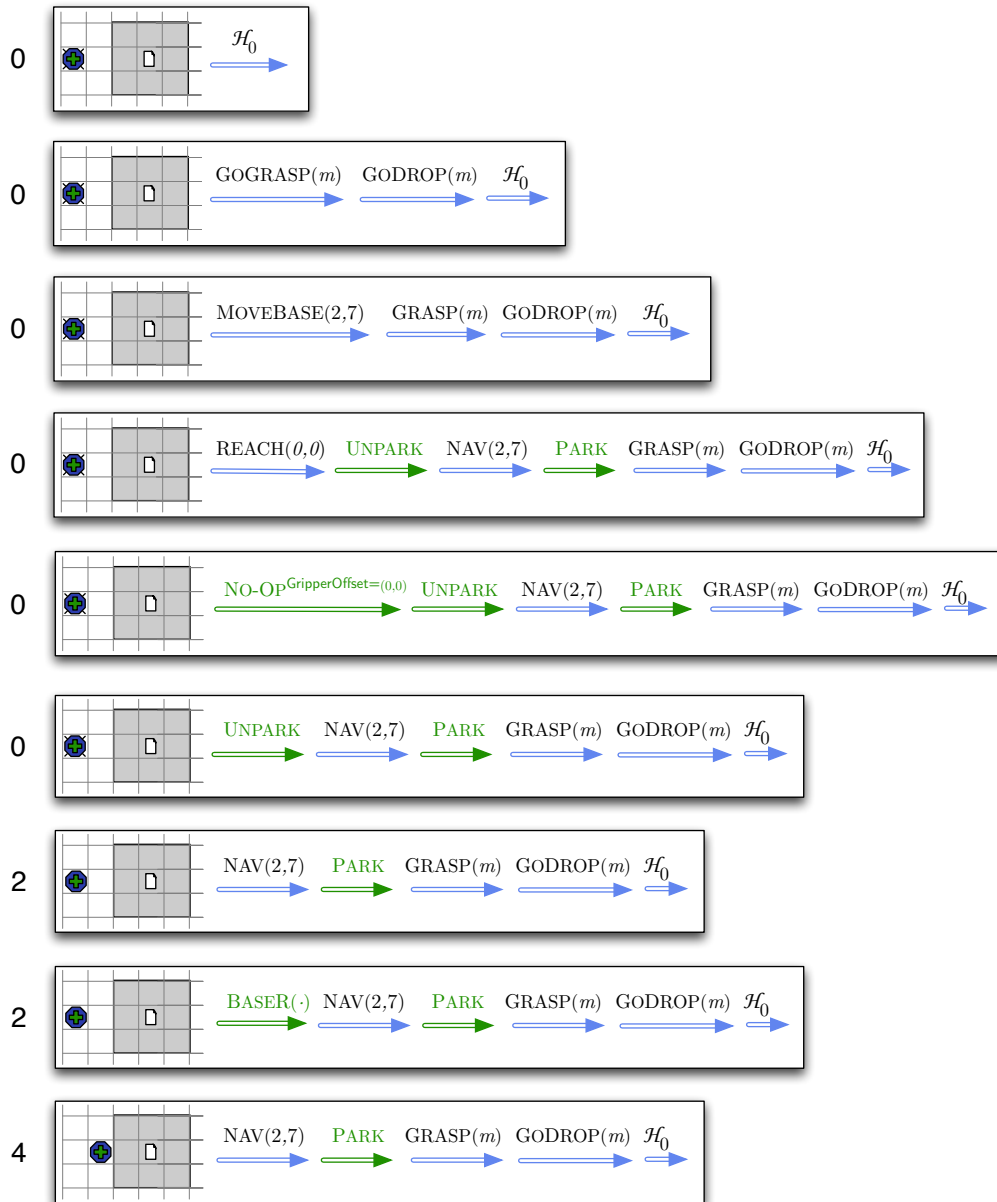 0 ℋ₀
0 GOGRASP(m) GODROP(m) ℋ₀
0 MOVEBASE(2,7) GRASP(m) GODROP(m) ℋ₀
0 REACH(0,0) UNPARK NAV(2,7) PARK GRASP(m) GODROP(m) ℋ₀
0 NO-OP^GripperOffset=(0,0) UNPARK NAV(2,7) PARK GRASP(m) GODROP(m) ℋ₀
0 UNPARK NAV(2,7) PARK GRASP(m) GODROP(m) ℋ₀
2 NAV(2,7) PARK GRASP(m) GODROP(m) ℋ₀
2 BASER(·) NAV(2,7) PARK GRASP(m) GODROP(m) ℋ₀
4 NAV(2,7) PARK GRASP(m) GODROP(m) ℋ₀